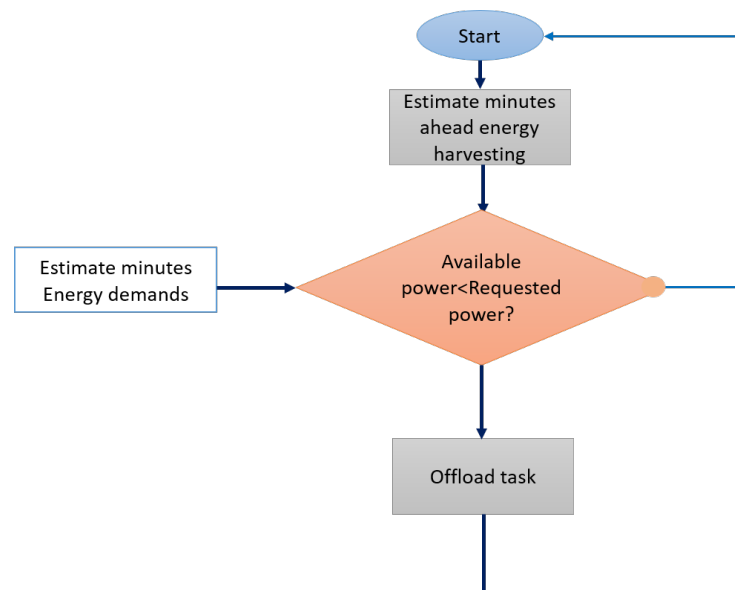 Start
Estimate minutes
ahead energy
harvesting
Estimate minutes
Energy demands
Available
power<Requested
power?
Offload task